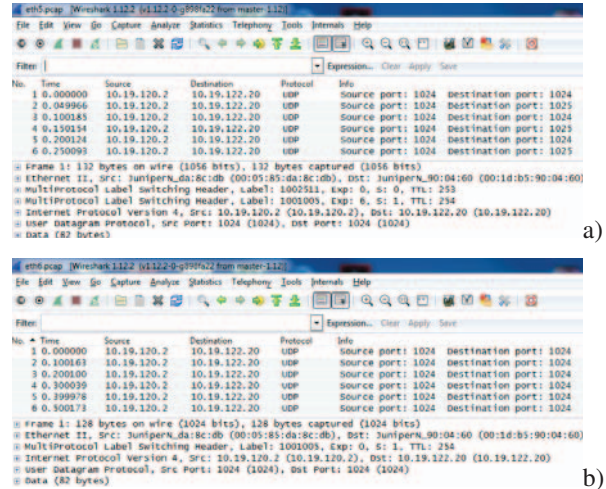 eth5.pcap [Wireshark 1.12.2 (v1.12.2-0-g898fa22 from master-1.12)]
File Edit View Go Capture Analyze Statistics Telephony Tools Internals Help
Filter: Expression... Clear Apply Save
No. Time Source Destination Protocol Info
1 0.000000 10.19.120.2 10.19.122.20 UDP Source port: 1024 Destination port: 1024
2 0.049966 10.19.120.2 10.19.122.20 UDP Source port: 1024 Destination port: 1025
3 0.100185 10.19.120.2 10.19.122.20 UDP Source port: 1024 Destination port: 1024
4 0.150154 10.19.120.2 10.19.122.20 UDP Source port: 1024 Destination port: 1025
5 0.200124 10.19.120.2 10.19.122.20 UDP Source port: 1024 Destination port: 1024
6 0.250093 10.19.120.2 10.19.122.20 UDP Source port: 1024 Destination port: 1025
Frame 1: 132 bytes on wire (1056 bits), 132 bytes captured (1056 bits)
Ethernet II, Src: JuniperN_da:8c:db (00:05:85:da:8c:db), Dst: JuniperN_90:04:60 (00:1d:b5:90:04:60)
MultiProtocol Label Switching Header, Label: 1002511, Exp: 0, S: 0, TTL: 253
MultiProtocol Label Switching Header, Label: 1001005, Exp: 6, S: 1, TTL: 254
Internet Protocol Version 4, Src: 10.19.120.2 (10.19.120.2), Dst: 10.19.122.20 (10.19.122.20)
User Datagram Protocol, Src Port: 1024 (1024), Dst Port: 1024 (1024)
Data (82 bytes)
a)
eth6.pcap [Wireshark 1.12.2 (v1.12.2-0-g898fa22 from master-1.12)]
File Edit View Go Capture Analyze Statistics Telephony Tools Internals Help
Filter: Expression... Clear Apply Save
No. Time Source Destination Protocol Info
1 0.000000 10.19.120.2 10.19.122.20 UDP Source port: 1024 Destination port: 1024
2 0.100163 10.19.120.2 10.19.122.20 UDP Source port: 1024 Destination port: 1024
3 0.200100 10.19.120.2 10.19.122.20 UDP Source port: 1024 Destination port: 1024
4 0.300039 10.19.120.2 10.19.122.20 UDP Source port: 1024 Destination port: 1024
5 0.399978 10.19.120.2 10.19.122.20 UDP Source port: 1024 Destination port: 1024
6 0.500173 10.19.120.2 10.19.122.20 UDP Source port: 1024 Destination port: 1024
Frame 1: 128 bytes on wire (1024 bits), 128 bytes captured (1024 bits)
Ethernet II, Src: JuniperN_da:8c:db (00:05:85:da:8c:db), Dst: JuniperN_90:04:60 (00:1d:b5:90:04:60)
MultiProtocol Label Switching Header, Label: 1001005, Exp: 0, S: 1, TTL: 254
Internet Protocol Version 4, Src: 10.19.120.2 (10.19.120.2), Dst: 10.19.122.20 (10.19.122.20)
User Datagram Protocol, Src Port: 1024 (1024), Dst Port: 1024 (1024)
Data (82 bytes)
b)